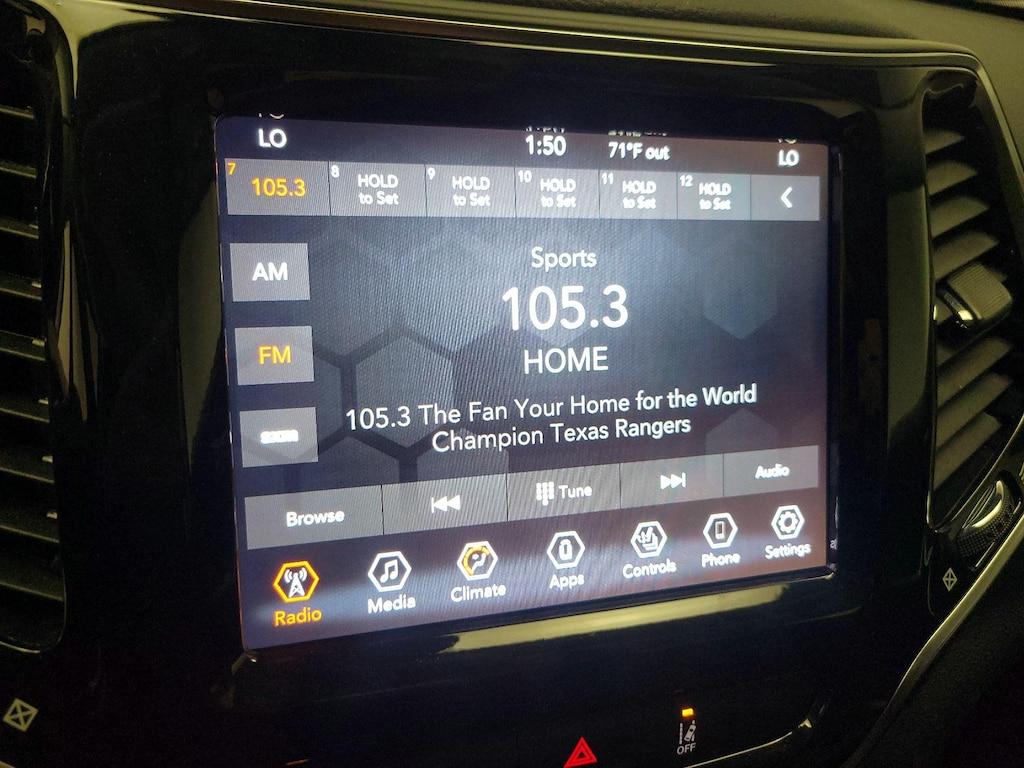 LO
1:50
71°F out
LO
7
105.3
8
HOLD
to Set
9
HOLD
to Set
10
HOLD
to Set
11
HOLD
to Set
12
HOLD
to Set
AM
FM
Sports
105.3
HOME
105.3 The Fan Your Home for the World
Champion Texas Rangers
Browse
Tune
Audio
Radio
Media
Climate
Apps
Controls
Phone
Settings
OFF